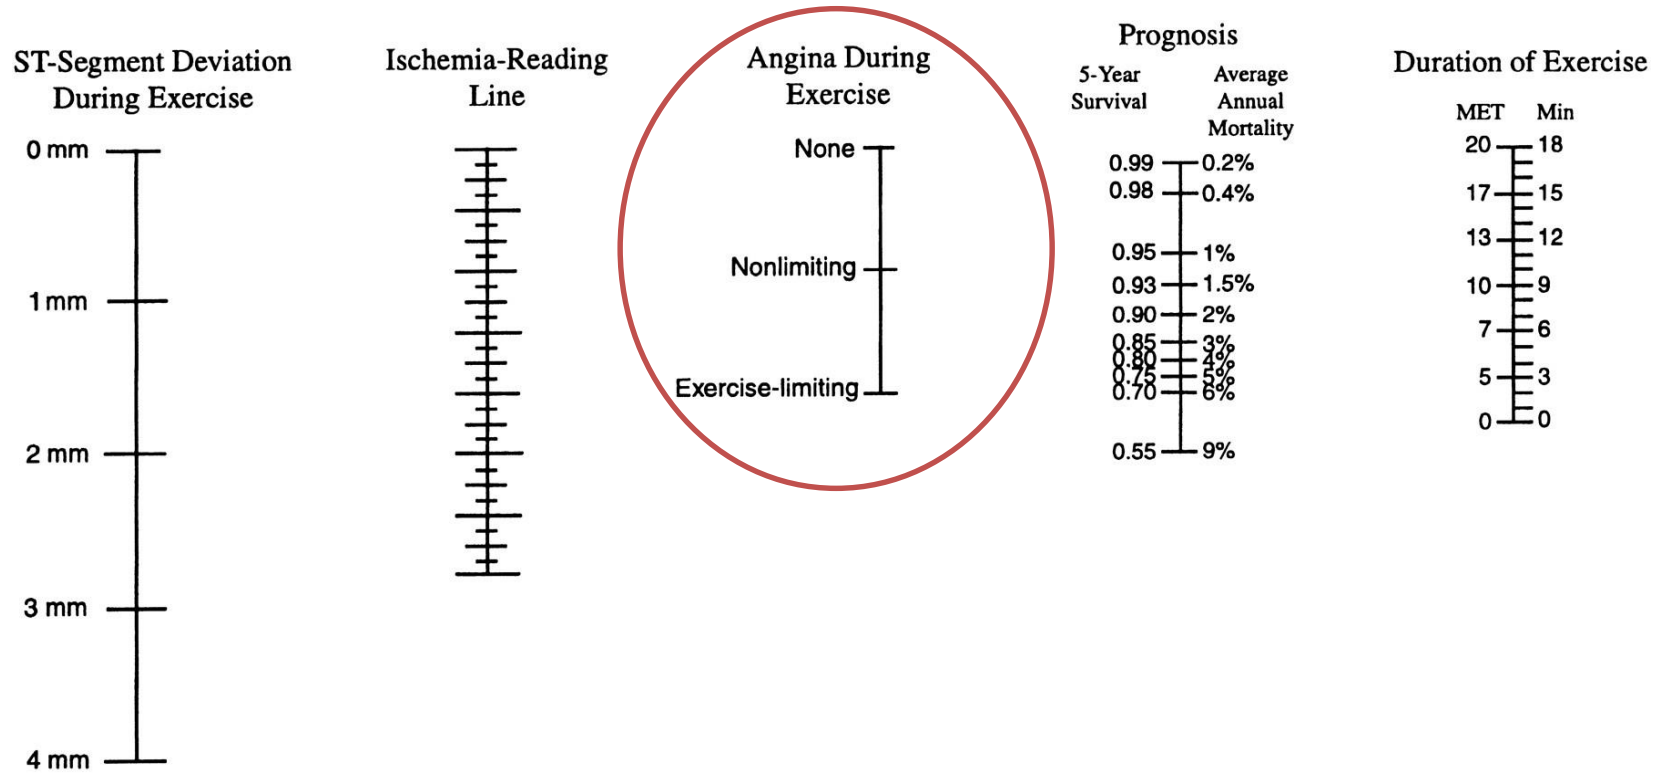 ST-Segment Deviation
During Exercise
0 mm
1 mm
2 mm
3 mm
4 mm
Ischemia-Reading
Line
Angina During
Exercise
None
Nonlimiting
Exercise-limiting
Prognosis
5-Year
Survival
Average
Annual
Mortality
0.99 0.2%
0.98 0.4%
0.95 1%
0.93 1.5%
0.90 2%
0.85 3%
0.80 4%
0.75 5%
0.70 6%
0.55 9%
Duration of Exercise
MET Min
20 18
17 15
13 12
10 9
7 6
5 3
0 0